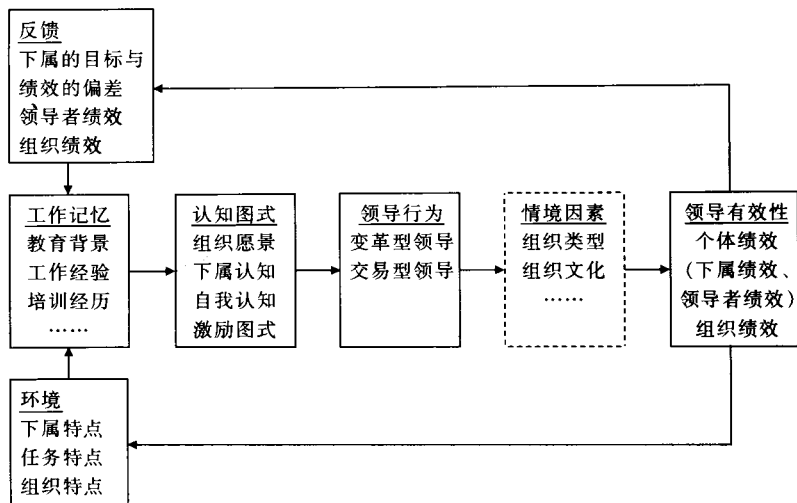 反馈
下属的目标与
绩效的偏差
领导者绩效
组织绩效
工作记忆
教育背景
工作经验
培训经历
……
认知图式
组织愿景
下属认知
自我认知
激励图式
领导行为
变革型领导
交易型领导
情境因素
组织类型
组织文化
……
领导有效性
个体绩效
(下属绩效、
领导者绩效)
组织绩效
环境
下属特点
任务特点
组织特点